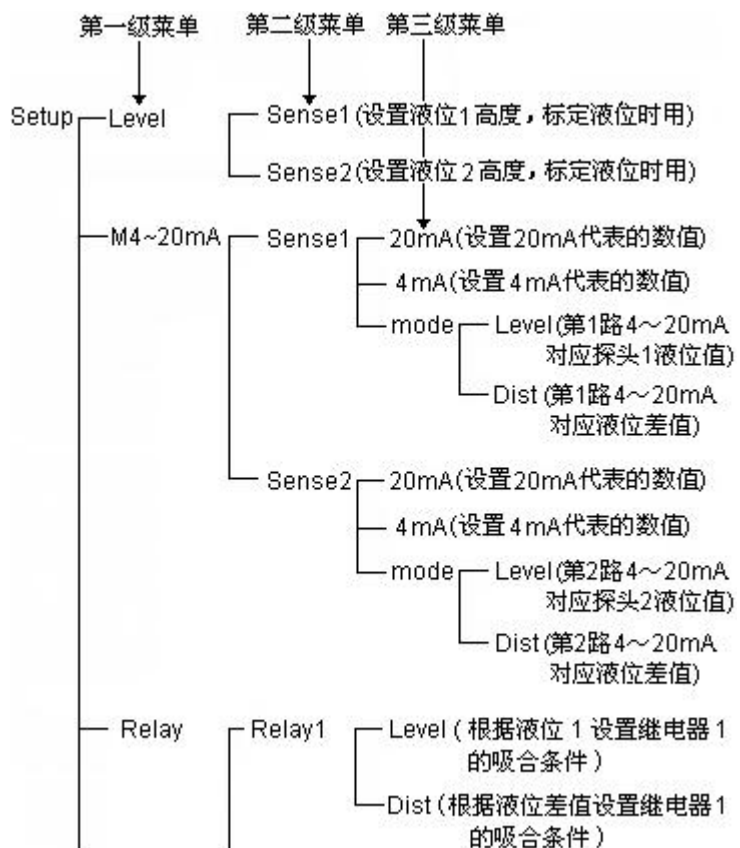 第一级菜单 第二级菜单 第三级菜单
Setup Level Sense1(设置液位1高度，标定液位时用)
Sense2(设置液位2高度，标定液位时用)
M4~20mA Sense1 20mA(设置20mA代表的数值)
4mA(设置4mA代表的数值)
mode Level(第1路4～20mA
对应探头1液位值)
Dist(第1路4～20mA
对应液位差值)
Sense2 20mA(设置20mA代表的数值)
4mA(设置4mA代表的数值)
mode Level(第2路4～20mA
对应探头2液位值)
Dist(第2路4～20mA
对应液位差值)
Relay Relay1 Level(根据液位1设置继电器1
的吸合条件)
Dist(根据液位差值设置继电器1
的吸合条件)